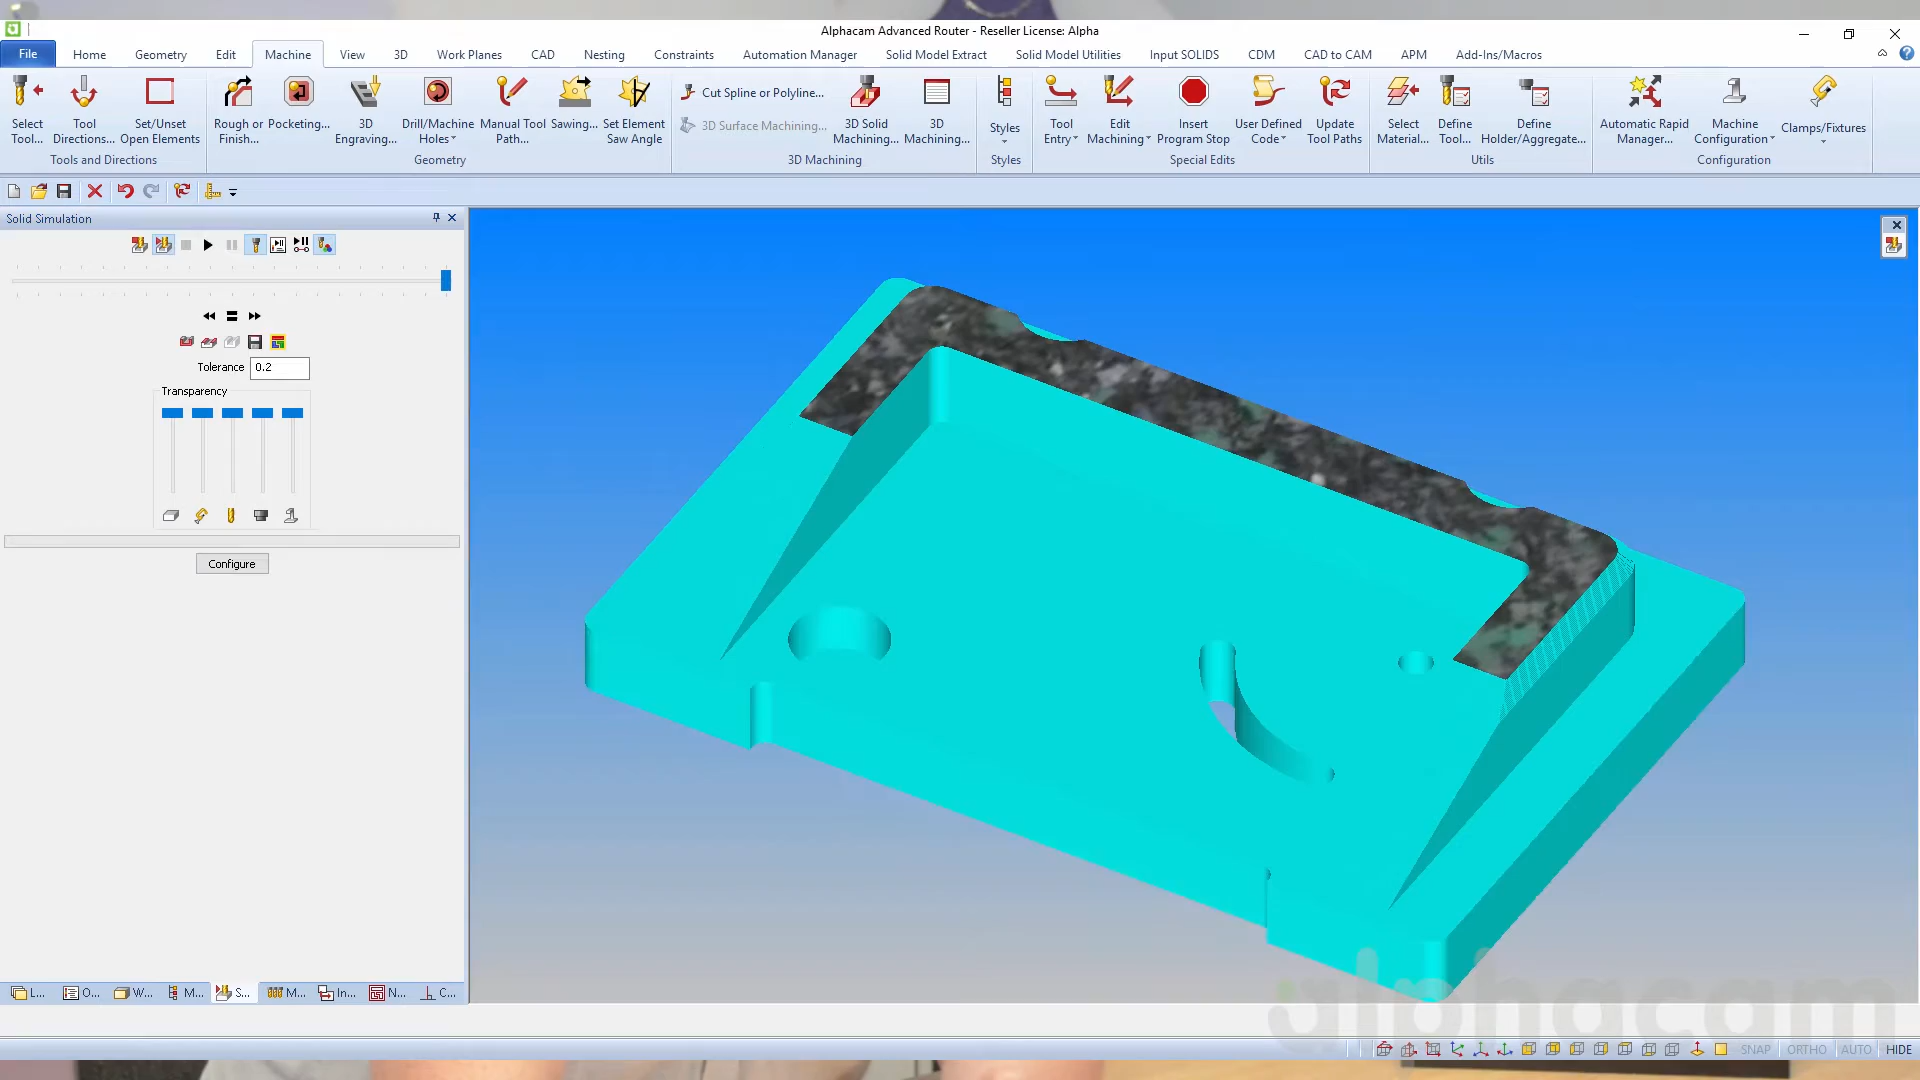 Alphacam Advanced Router - Reseller License: Alpha
File Home Geometry Edit Machine View 3D Work Planes CAD Nesting Constraints Automation Manager Solid Model Extract Solid Model Utilities Input SOLIDS CDM CAD to CAM APM Add-Ins/Macros
Select Tool...
Tool Directions...
Set/Unset Open Elements
Tools and Directions
Rough or Finish...
Pocketing...
3D Engraving...
Drill/Machine Holes
Manual Tool Path...
Sawing...
Set Element Saw Angle
Geometry
Cut Spline or Polyline...
3D Surface Machining...
3D Solid Machining...
3D Machining...
3D Machining
Styles
Styles
Tool Entry
Edit Machining
Insert Program Stop
User Defined Code
Update Tool Paths
Special Edits
Select Material...
Define Tool...
Define Holder/Aggregate...
Utils
Automatic Rapid Manager...
Machine Configuration
Clamps/Fixtures
Configuration
Solid Simulation
Tolerance 0.2
Transparency
Configure
L... O... W... M... S... M... In... N... C...
alphacam
SNAP ORTHO AUTO HIDE